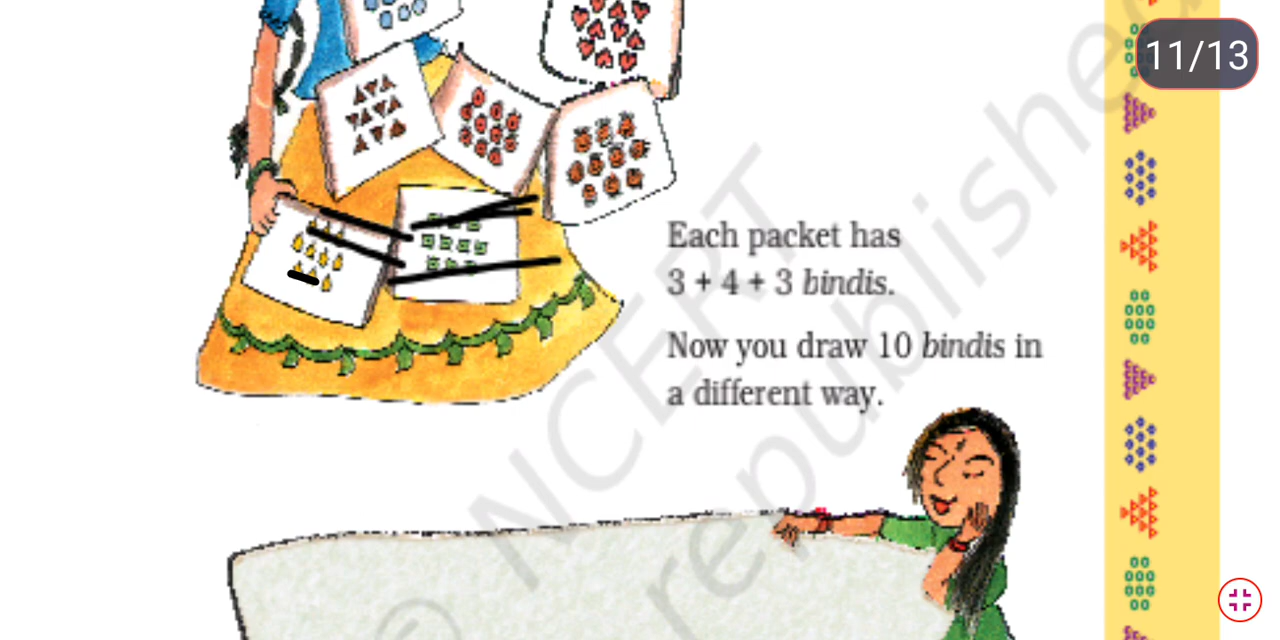 11/13
Each packet has
3 + 4 + 3 bindis.
Now you draw 10 bindis in
a different way.
© NCERT
republished